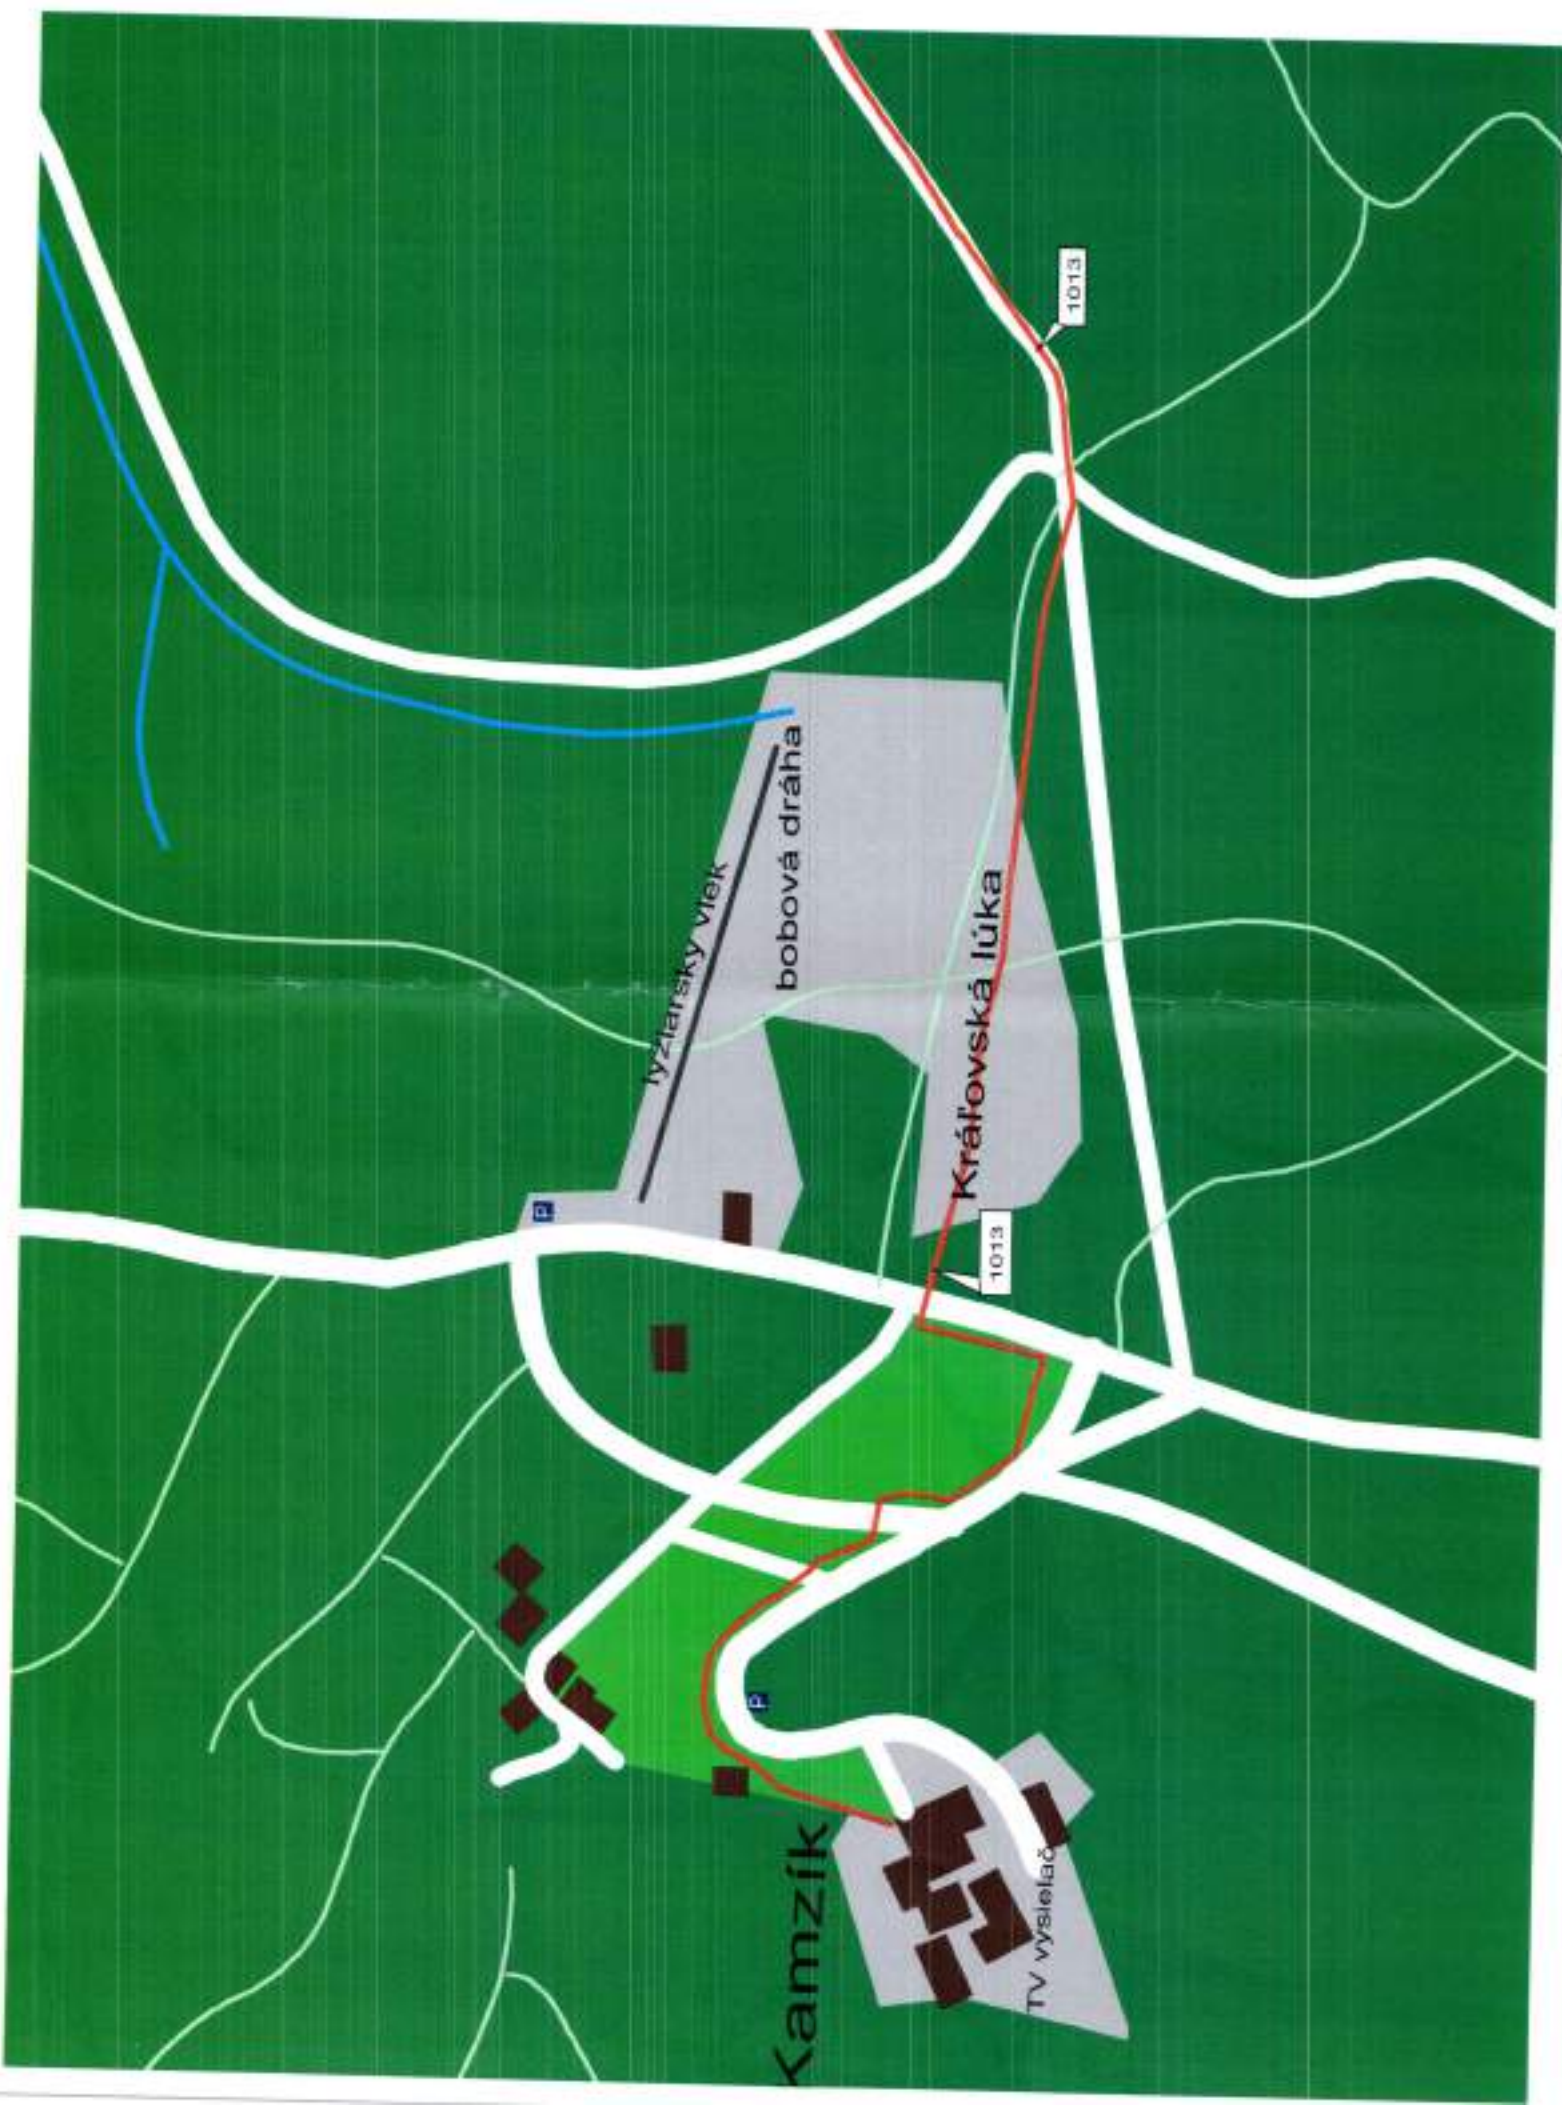 1013
lyžiarsky vlek
bobová dráha
Kráľovská lúka
P
1013
P
Kamzík
TV vysielač